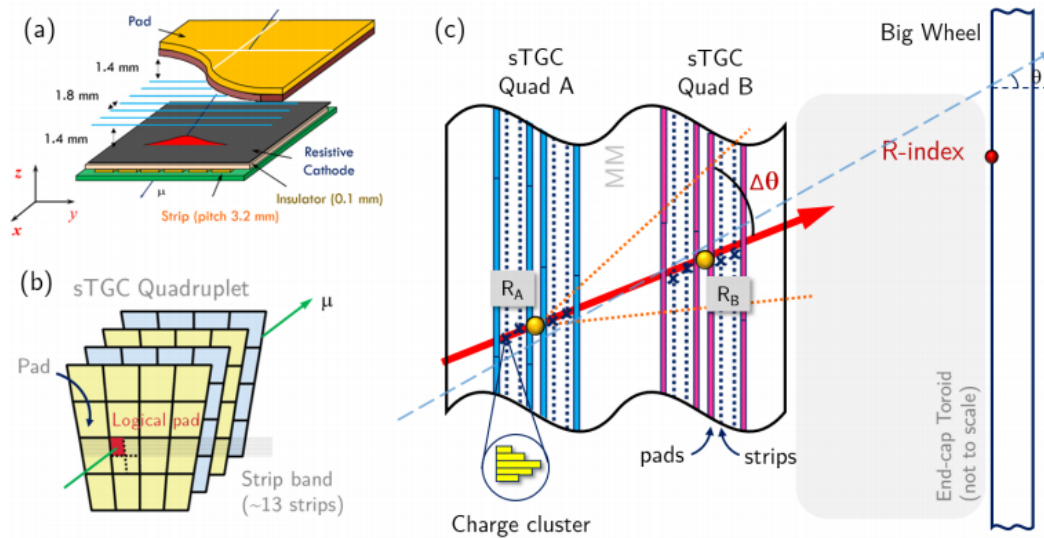 (a)
Pad
1.4 mm
1.8 mm
1.4 mm
Resistive
Cathode
Insulator (0.1 mm)
Strip (pitch 3.2 mm)
μ
z
y
x
(b)
sTGC Quadruplet
μ
Pad
Logical pad
Strip band
(~13 strips)
(c)
sTGC
Quad A
sTGC
Quad B
MM
Δθ
R_A
R_B
pads
strips
Charge cluster
Big Wheel
θ
R-index
End-cap Toroid
(not to scale)